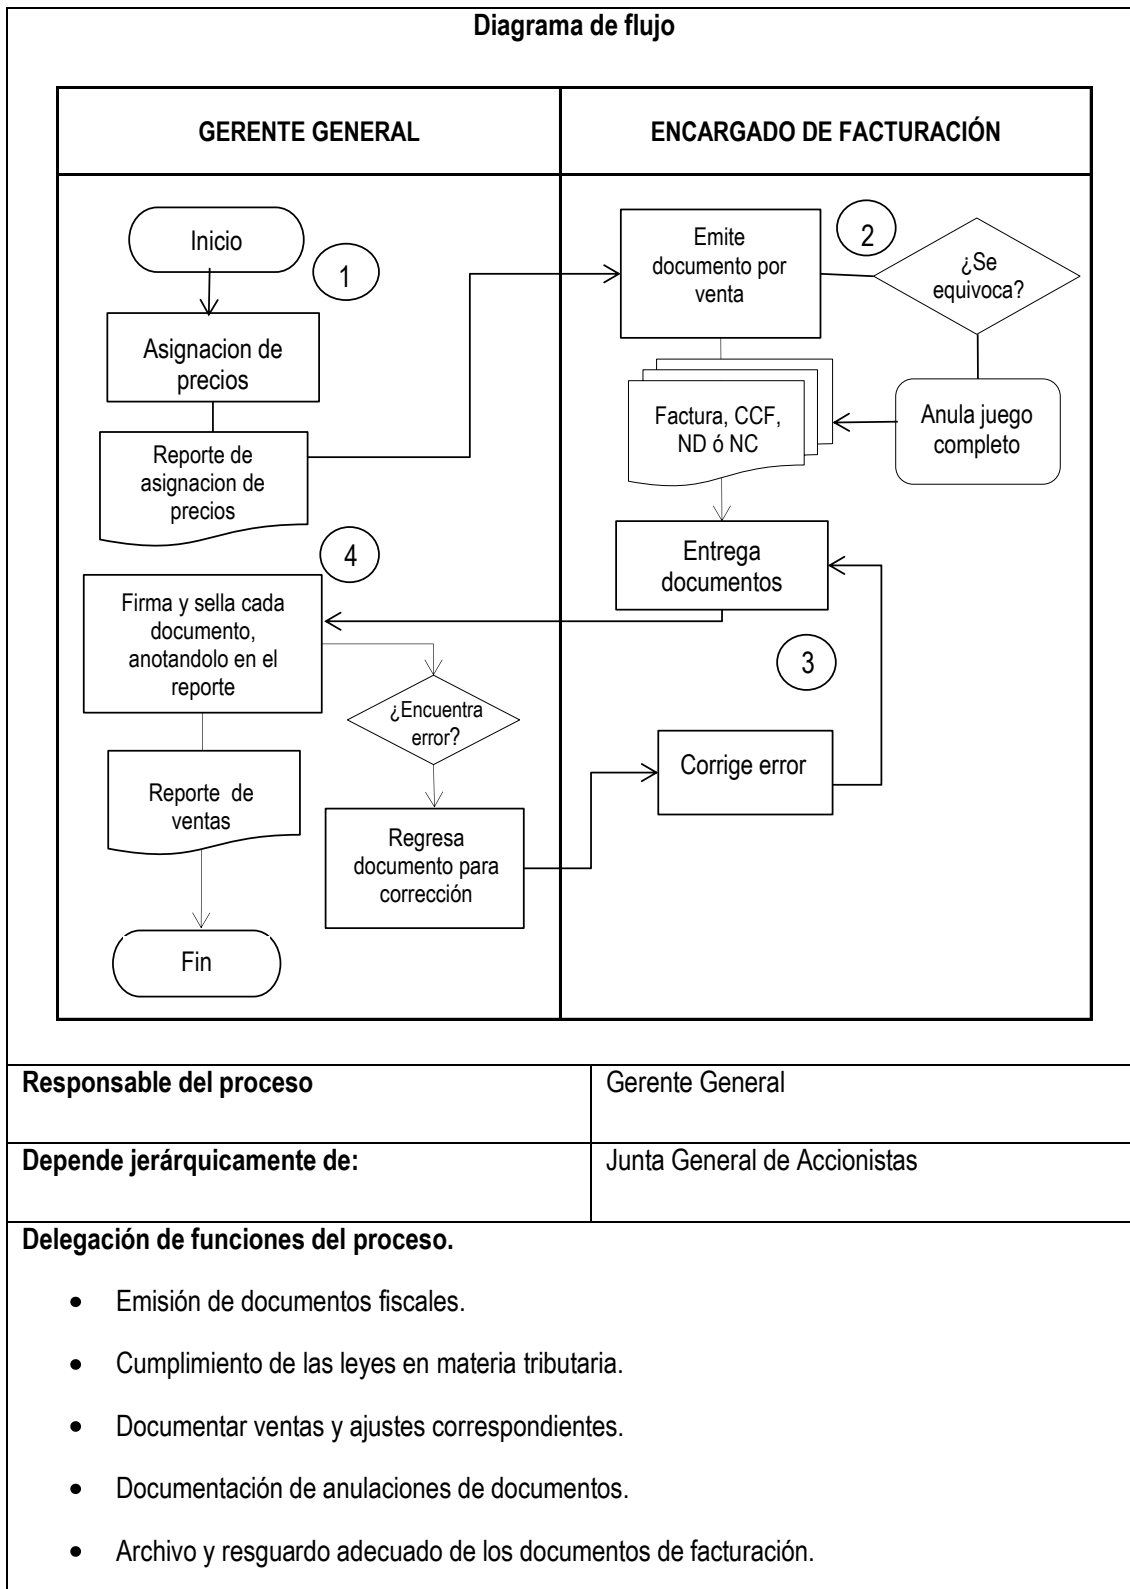 Diagrama de flujo
GERENTE GENERAL
ENCARGADO DE FACTURACIÓN
Inicio
1
Asignacion de
precios
Reporte de
asignacion de
precios
Emite
documento por
venta
2
¿Se
equivoca?
Factura, CCF,
ND ó NC
Anula juego
completo
Entrega
documentos
4
Firma y sella cada
documento,
anotandolo en el
reporte
¿Encuentra
error?
3
Corrige error
Reporte de
ventas
Regresa
documento para
corrección
Fin
Responsable del proceso
Gerente General
Depende jerárquicamente de:
Junta General de Accionistas
Delegación de funciones del proceso.
• Emisión de documentos fiscales.
• Cumplimiento de las leyes en materia tributaria.
• Documentar ventas y ajustes correspondientes.
• Documentación de anulaciones de documentos.
• Archivo y resguardo adecuado de los documentos de facturación.